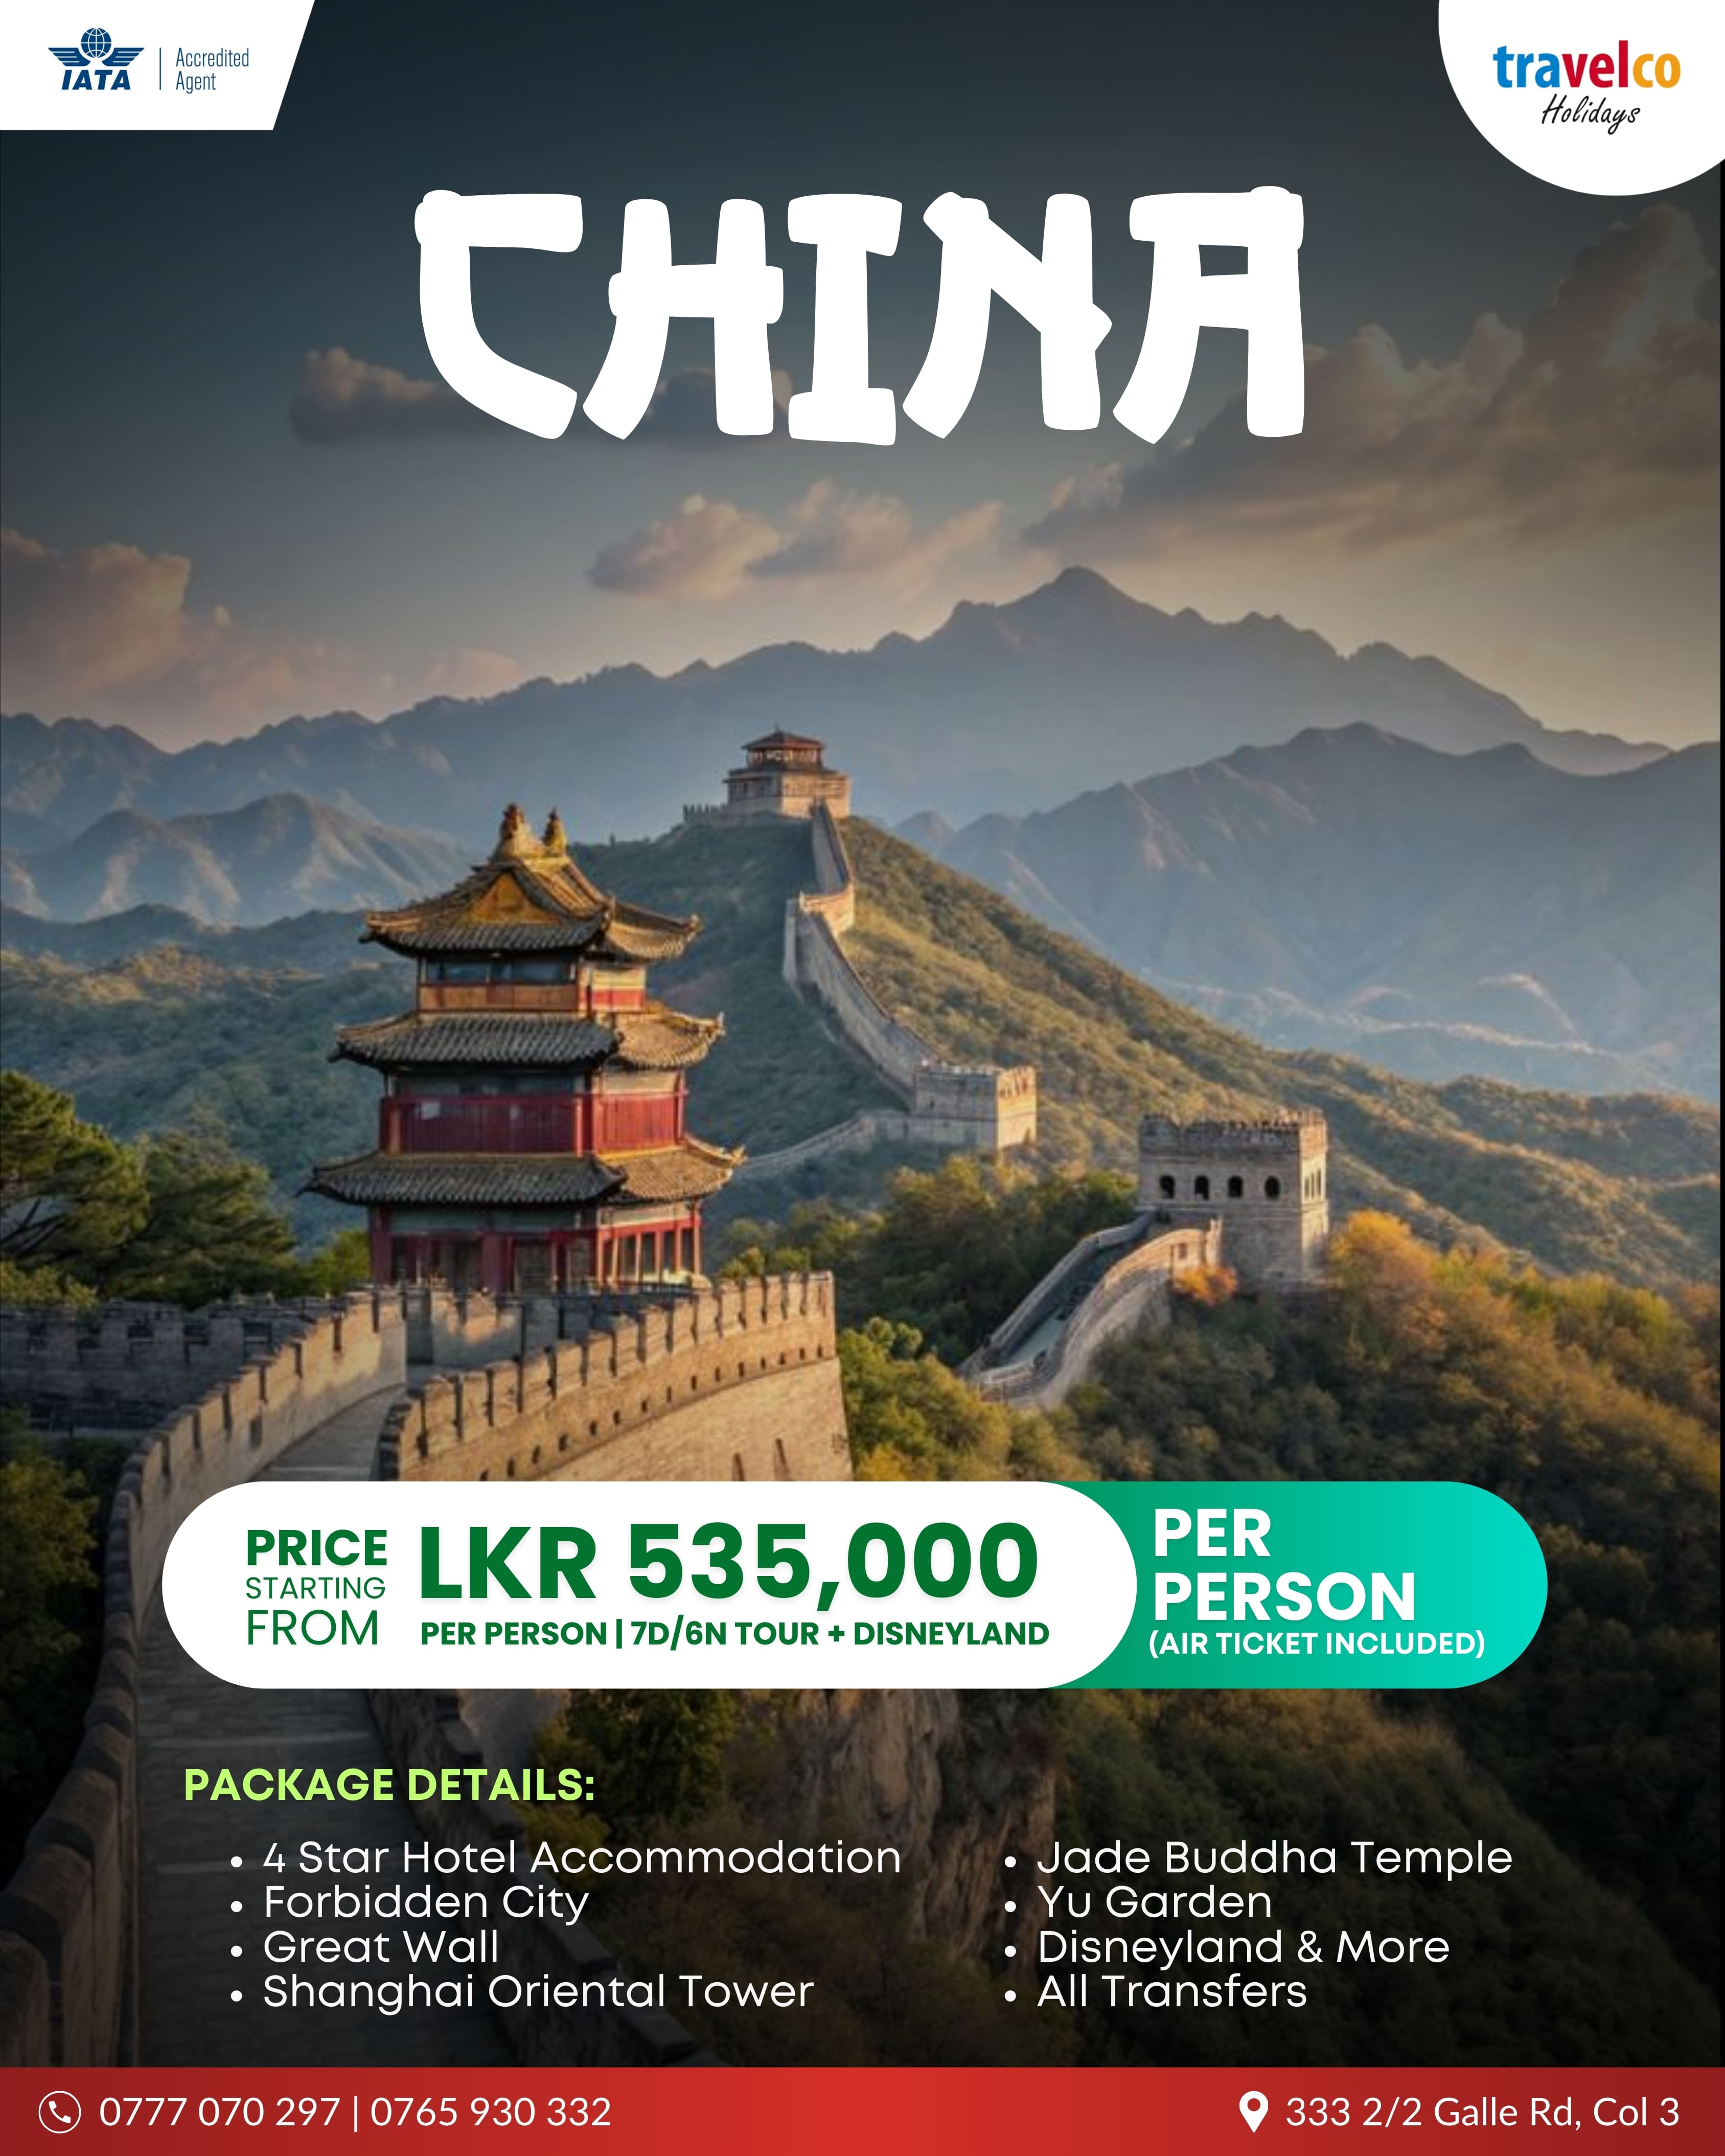 IATA
Accredited
Agent
travelco
Holidays
CHINA
PRICE
STARTING
FROM
LKR 535,000
PER PERSON | 7D/6N TOUR + DISNEYLAND
PER
PERSON
(AIR TICKET INCLUDED)
PACKAGE DETAILS:
• 4 Star Hotel Accommodation
• Forbidden City
• Great Wall
• Shanghai Oriental Tower
• Jade Buddha Temple
• Yu Garden
• Disneyland & More
• All Transfers
0777 070 297 | 0765 930 332
333 2/2 Galle Rd, Col 3